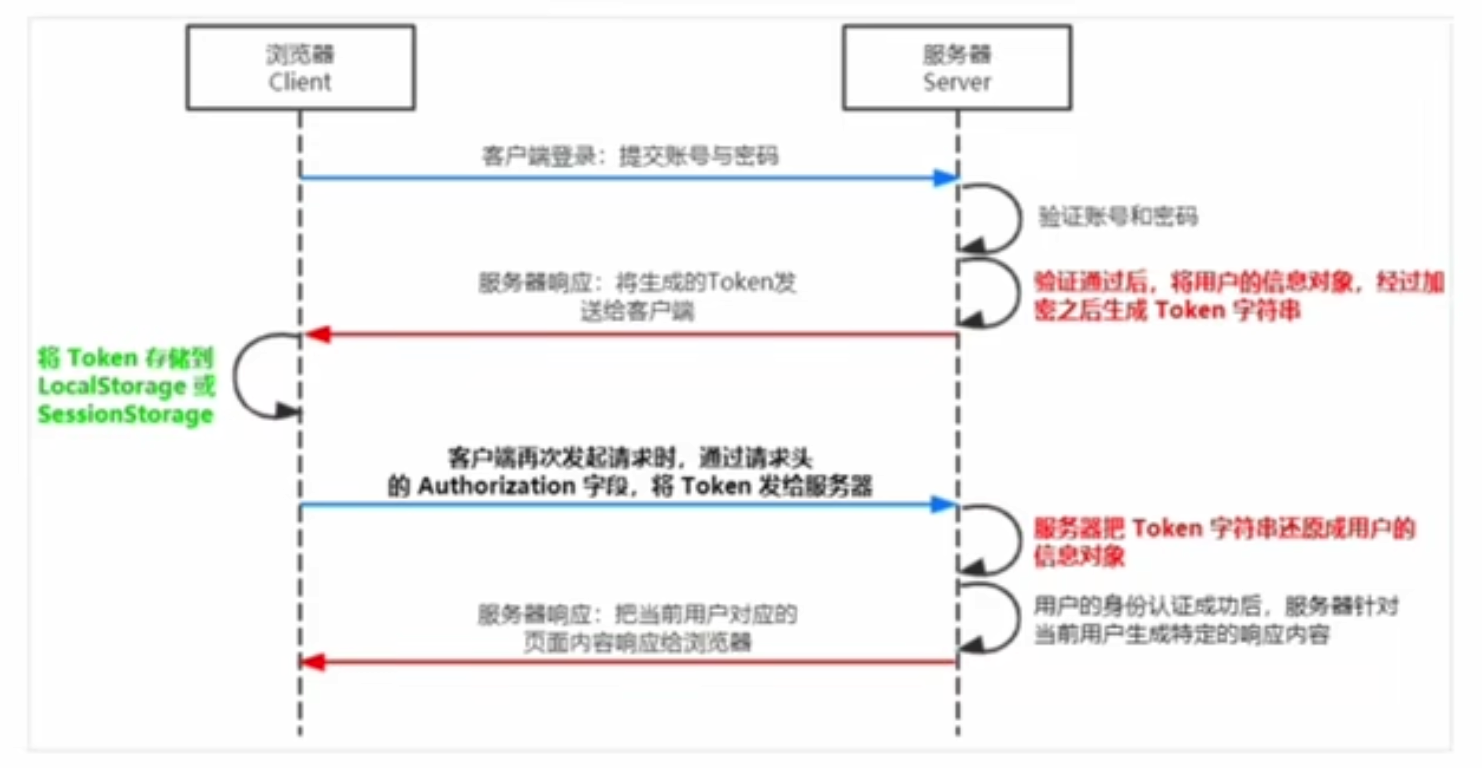 浏览器
Client
服务器
Server
客户端登录：提交账号与密码
验证账号和密码
服务器响应：将生成的Token发
送给客户端
验证通过后，将用户的信息对象，经过加
密之后生成 Token 字符串
将 Token 存储到
LocalStorage 或
SessionStorage
客户端再次发起请求时，通过请求头
的 Authorization 字段，将 Token 发给服务器
服务器把 Token 字符串还原成用户的
信息对象
服务器响应：把当前用户对应的
页面内容响应给浏览器
用户的身份认证成功后，服务器针对
当前用户生成特定的响应内容